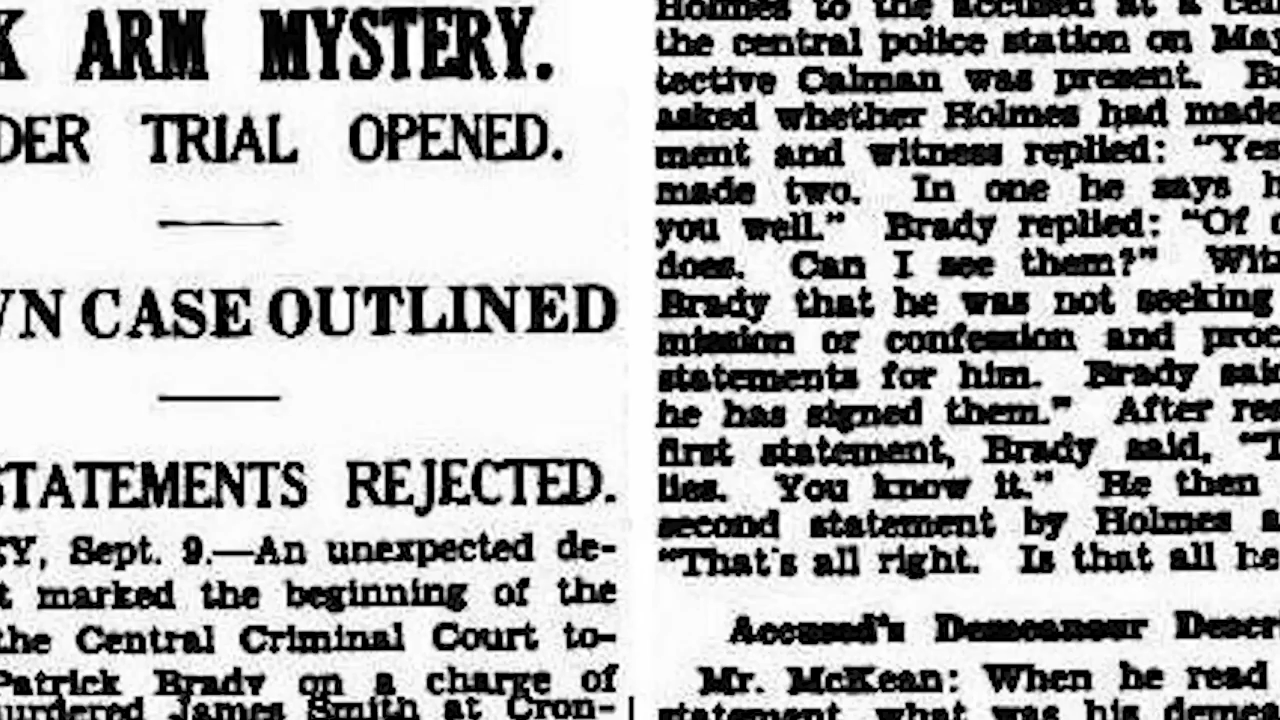 K ARM MYSTERY.
DER TRIAL OPENED.
WN CASE OUTLINED
STATEMENTS REJECTED.
EY, Sept. 9.—An unexpected de-
t marked the beginning of the
the Central Criminal Court to-
Patrick Brady on a charge of
urdered James Smith at Cron-
Holmes to the accused at a cell
the central police station on May
tective Calman was present. B
asked whether Holmes had made
ment and witness replied: "Yes
made two. In one he says h
you well." Brady replied: "Of c
does. Can I see them?" Wit
Brady that he was not seeking
mission or confession and proc
statements for him. Brady said
he has signed them." After rea
first statement, Brady said, "T
lies. You know it." He then
second statement by Holmes a
"That's all right. Is that all he
Accused's Demeanour Descr
Mr. McKean: When he read
statement what was his demea